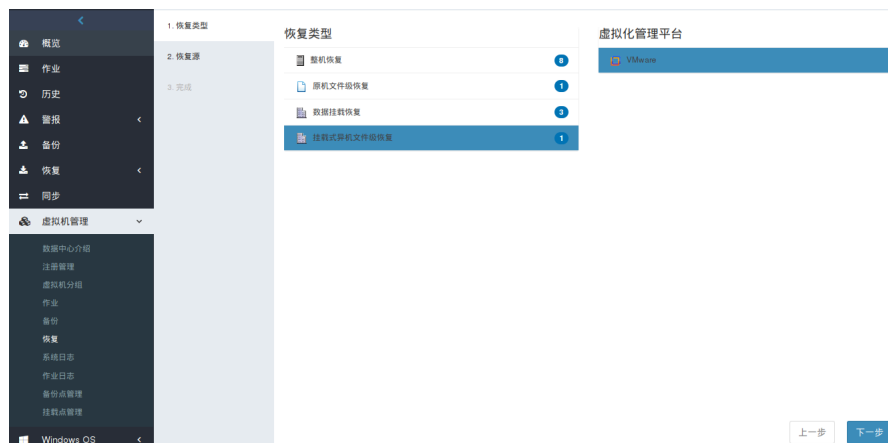 概览
作业
历史
警报
备份
恢复
同步
虚拟机管理
数据中心介绍
注册管理
虚拟机分组
作业
备份
恢复
系统日志
作业日志
备份点管理
挂载点管理
Windows OS
1. 恢复类型
2. 恢复源
3. 完成
恢复类型
整机恢复 8
原机文件级恢复 1
数据挂载恢复 3
挂载式异机文件级恢复 1
虚拟化管理平台
VMware
上一步 下一步